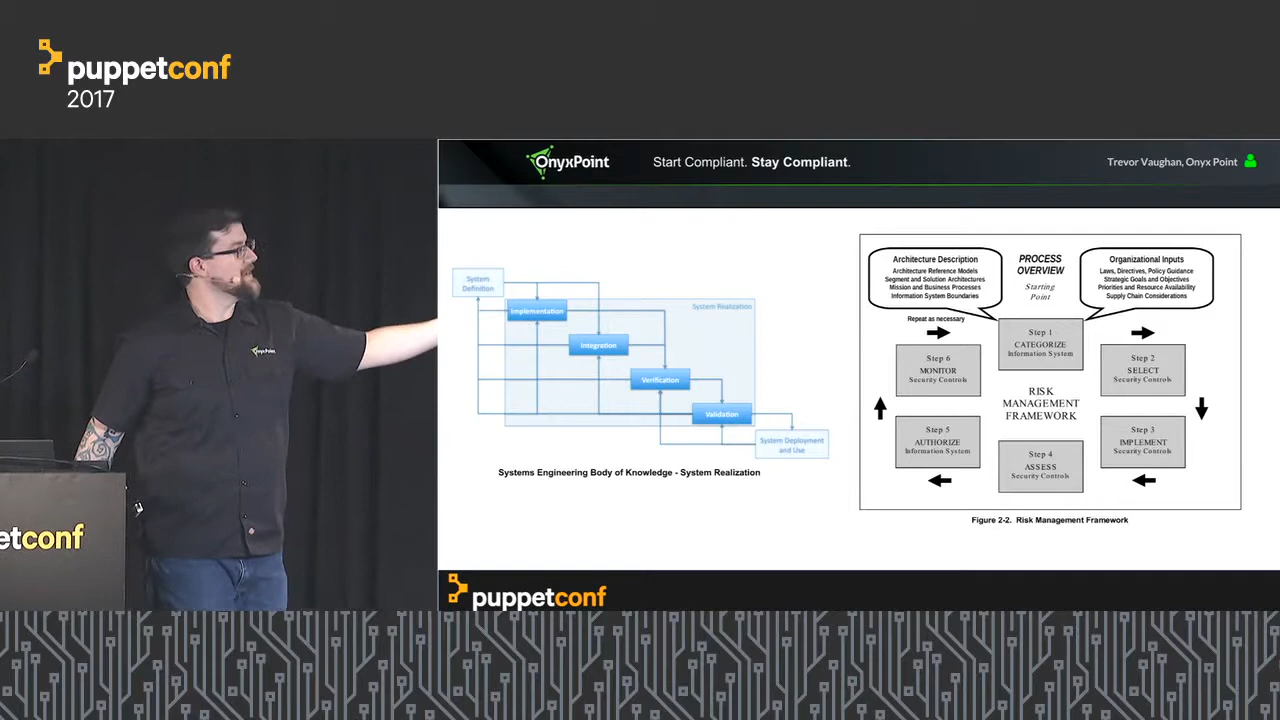 puppetconf
2017
OnyxPoint
Start Compliant. Stay Compliant.
Trevor Vaughan, Onyx Point
System
Definition
System Realization
Implementation
Integration
Verification
Validation
System Deployment
and Use
Systems Engineering Body of Knowledge - System Realization
Architecture Description
Architecture Reference Models
Segment and Solution Architectures
Mission and Business Processes
Information System Boundaries
PROCESS
OVERVIEW
Starting
Point
Organizational Inputs
Laws, Directives, Policy Guidance
Strategic Goals and Objectives
Priorities and Resource Availability
Supply Chain Considerations
Repeat as necessary
Step 1
CATEGORIZE
Information System
Step 6
MONITOR
Security Controls
Step 2
SELECT
Security Controls
RISK
MANAGEMENT
FRAMEWORK
Step 5
AUTHORIZE
Information System
Step 3
IMPLEMENT
Security Controls
Step 4
ASSESS
Security Controls
Figure 2-2. Risk Management Framework
OnyxPoint
etconf
puppetconf